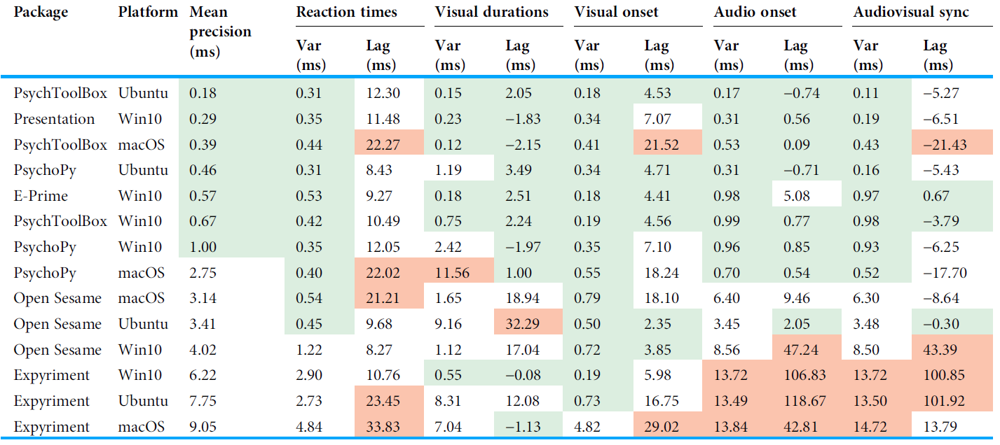 Package Platform Mean Reaction times Visual durations Visual onset Audio onset Audiovisual sync
precision
(ms) Var Lag Var Lag Var Lag Var Lag Var Lag
(ms) (ms) (ms) (ms) (ms) (ms) (ms) (ms) (ms) (ms)
PsychToolBox Ubuntu 0.18 0.31 12.30 0.15 2.05 0.18 4.53 0.17 −0.74 0.11 −5.27
Presentation Win10 0.29 0.35 11.48 0.23 −1.83 0.34 7.07 0.31 0.56 0.19 −6.51
PsychToolBox macOS 0.39 0.44 22.27 0.12 −2.15 0.41 21.52 0.53 0.09 0.43 −21.43
PsychoPy Ubuntu 0.46 0.31 8.43 1.19 3.49 0.34 4.71 0.31 −0.71 0.16 −5.43
E-Prime Win10 0.57 0.53 9.27 0.18 2.51 0.18 4.41 0.98 5.08 0.97 0.67
PsychToolBox Win10 0.67 0.42 10.49 0.75 2.24 0.19 4.56 0.99 0.77 0.98 −3.79
PsychoPy Win10 1.00 0.35 12.05 2.42 −1.97 0.35 7.10 0.96 0.85 0.93 −6.25
PsychoPy macOS 2.75 0.40 22.02 11.56 1.00 0.55 18.24 0.70 0.54 0.52 −17.70
Open Sesame macOS 3.14 0.54 21.21 1.65 18.94 0.79 18.10 6.40 9.46 6.30 −8.64
Open Sesame Ubuntu 3.41 0.45 9.68 9.16 32.29 0.50 2.35 3.45 2.05 3.48 −0.30
Open Sesame Win10 4.02 1.22 8.27 1.12 17.04 0.72 3.85 8.56 47.24 8.50 43.39
Expyriment Win10 6.22 2.90 10.76 0.55 −0.08 0.19 5.98 13.72 106.83 13.72 100.85
Expyriment Ubuntu 7.75 2.73 23.45 8.31 12.08 0.73 16.75 13.49 118.67 13.50 101.92
Expyriment macOS 9.05 4.84 33.83 7.04 −1.13 4.82 29.02 13.84 42.81 14.72 13.79